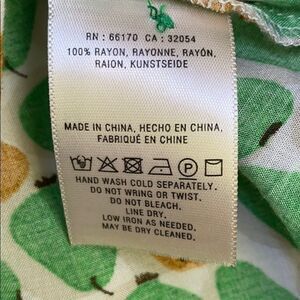 RN : 66170 CA : 32054
100% RAYON, RAYONNE, RAYÓN,
RAION, KUNSTSEIDE
MADE IN CHINA, HECHO EN CHINA,
FABRIQUÉ EN CHINE
P
HAND WASH COLD SEPARATELY.
DO NOT WRING OR TWIST.
DO NOT BLEACH.
LINE DRY.
LOW IRON AS NEEDED.
MAY BE DRY CLEANED.